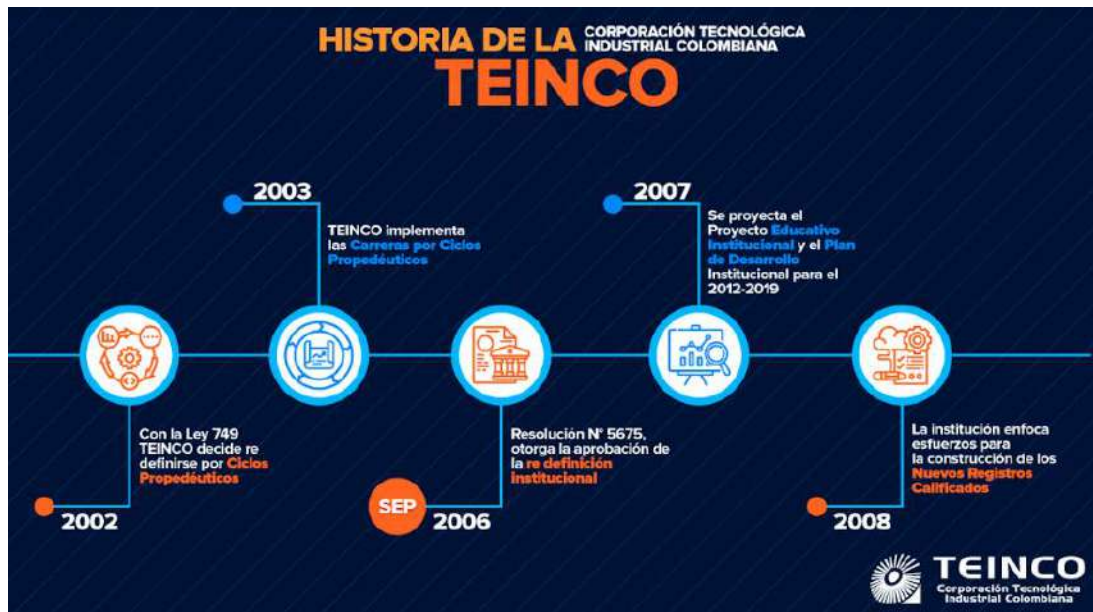 HISTORIA DE LA
CORPORACIÓN TECNOLÓGICA
INDUSTRIAL COLOMBIANA
TEINCO
2003
TEINCO implementa
las Carreras por Ciclos
Propedéuticos
2007
Se proyecta el
Proyecto Educativo
Institucional y el Plan
de Desarrollo
Institucional para el
2012-2019
Con la Ley 749
TEINCO decide re
definirse por Ciclos
Propedéuticos
2002
Resolución N° 5675,
otorga la aprobación de
la re definición
institucional
SEP
2006
La institución enfoca
esfuerzos para
la construcción de los
Nuevos Registros
Calificados
2008
TEINCO
Corporación Tecnológica
Industrial Colombiana